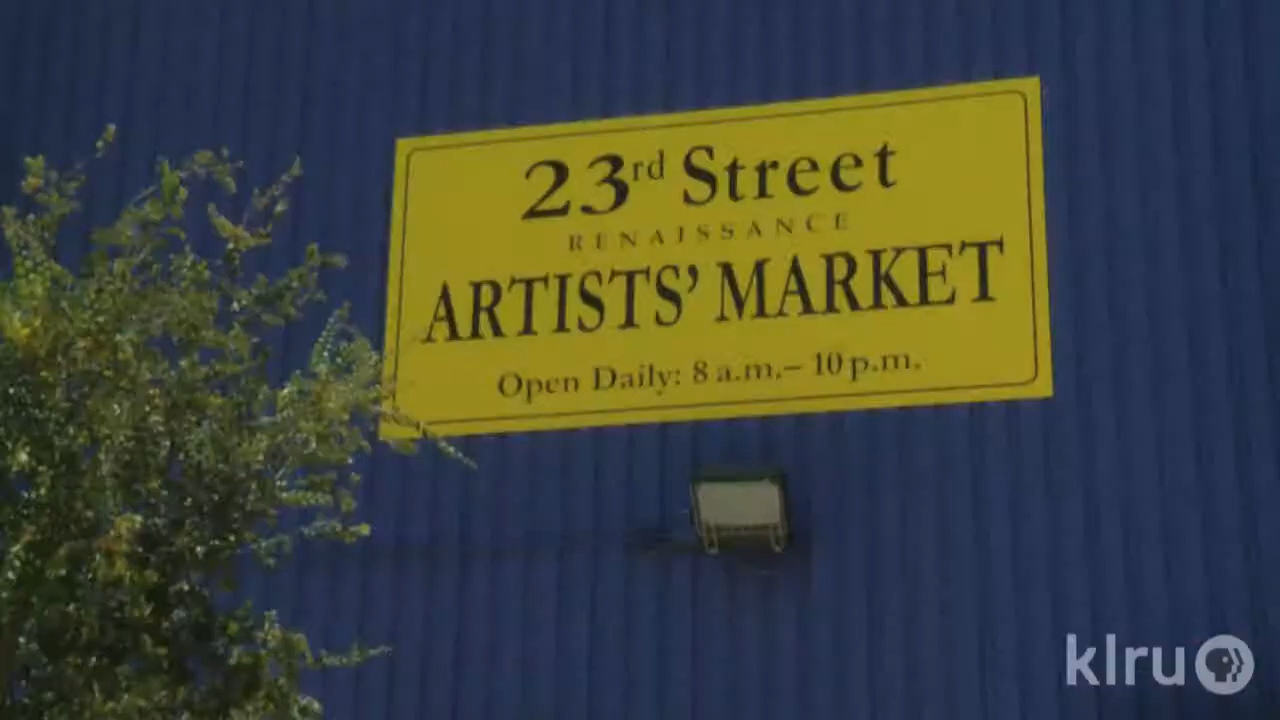 23rd Street
RENAISSANCE
ARTISTS' MARKET
Open Daily: 8 a.m.– 10 p.m.
klru